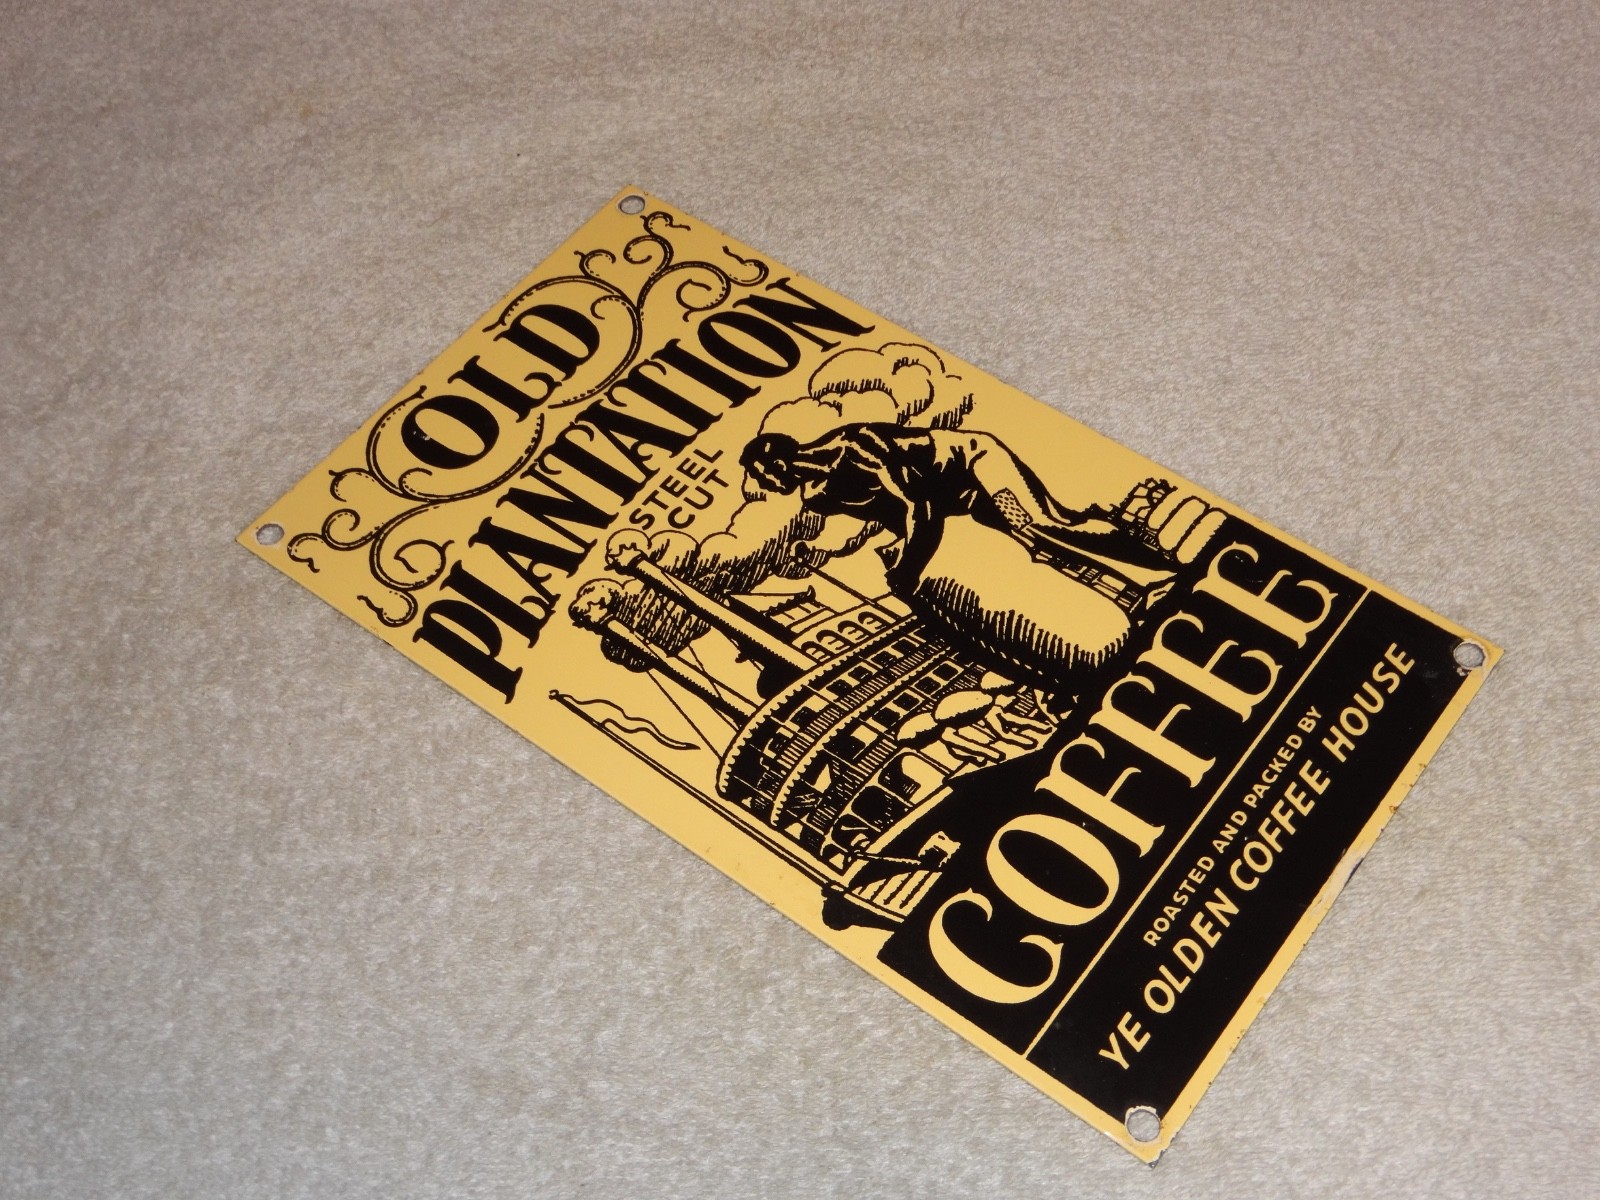 OLD
PLANTATION
STEEL
CUT
COFFEE
ROASTED AND PACKED BY
YE OLDEN COFFEE HOUSE